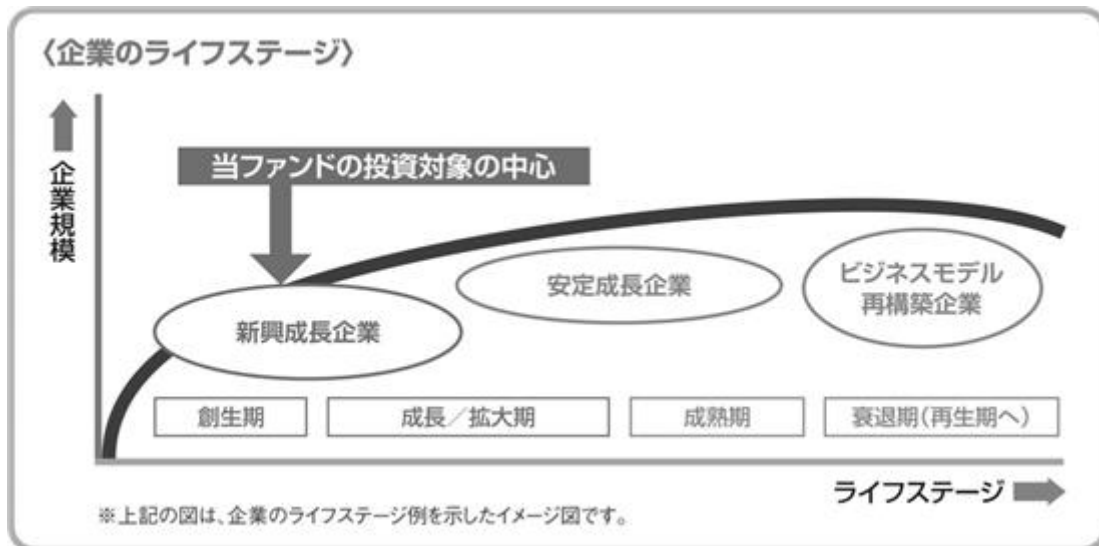 〈企業のライフステージ〉
企業規模
当ファンドの投資対象の中心
新興成長企業
安定成長企業
ビジネスモデル
再構築企業
創生期
成長／拡大期
成熟期
衰退期(再生期へ)
ライフステージ
※上記の図は、企業のライフステージ例を示したイメージ図です。